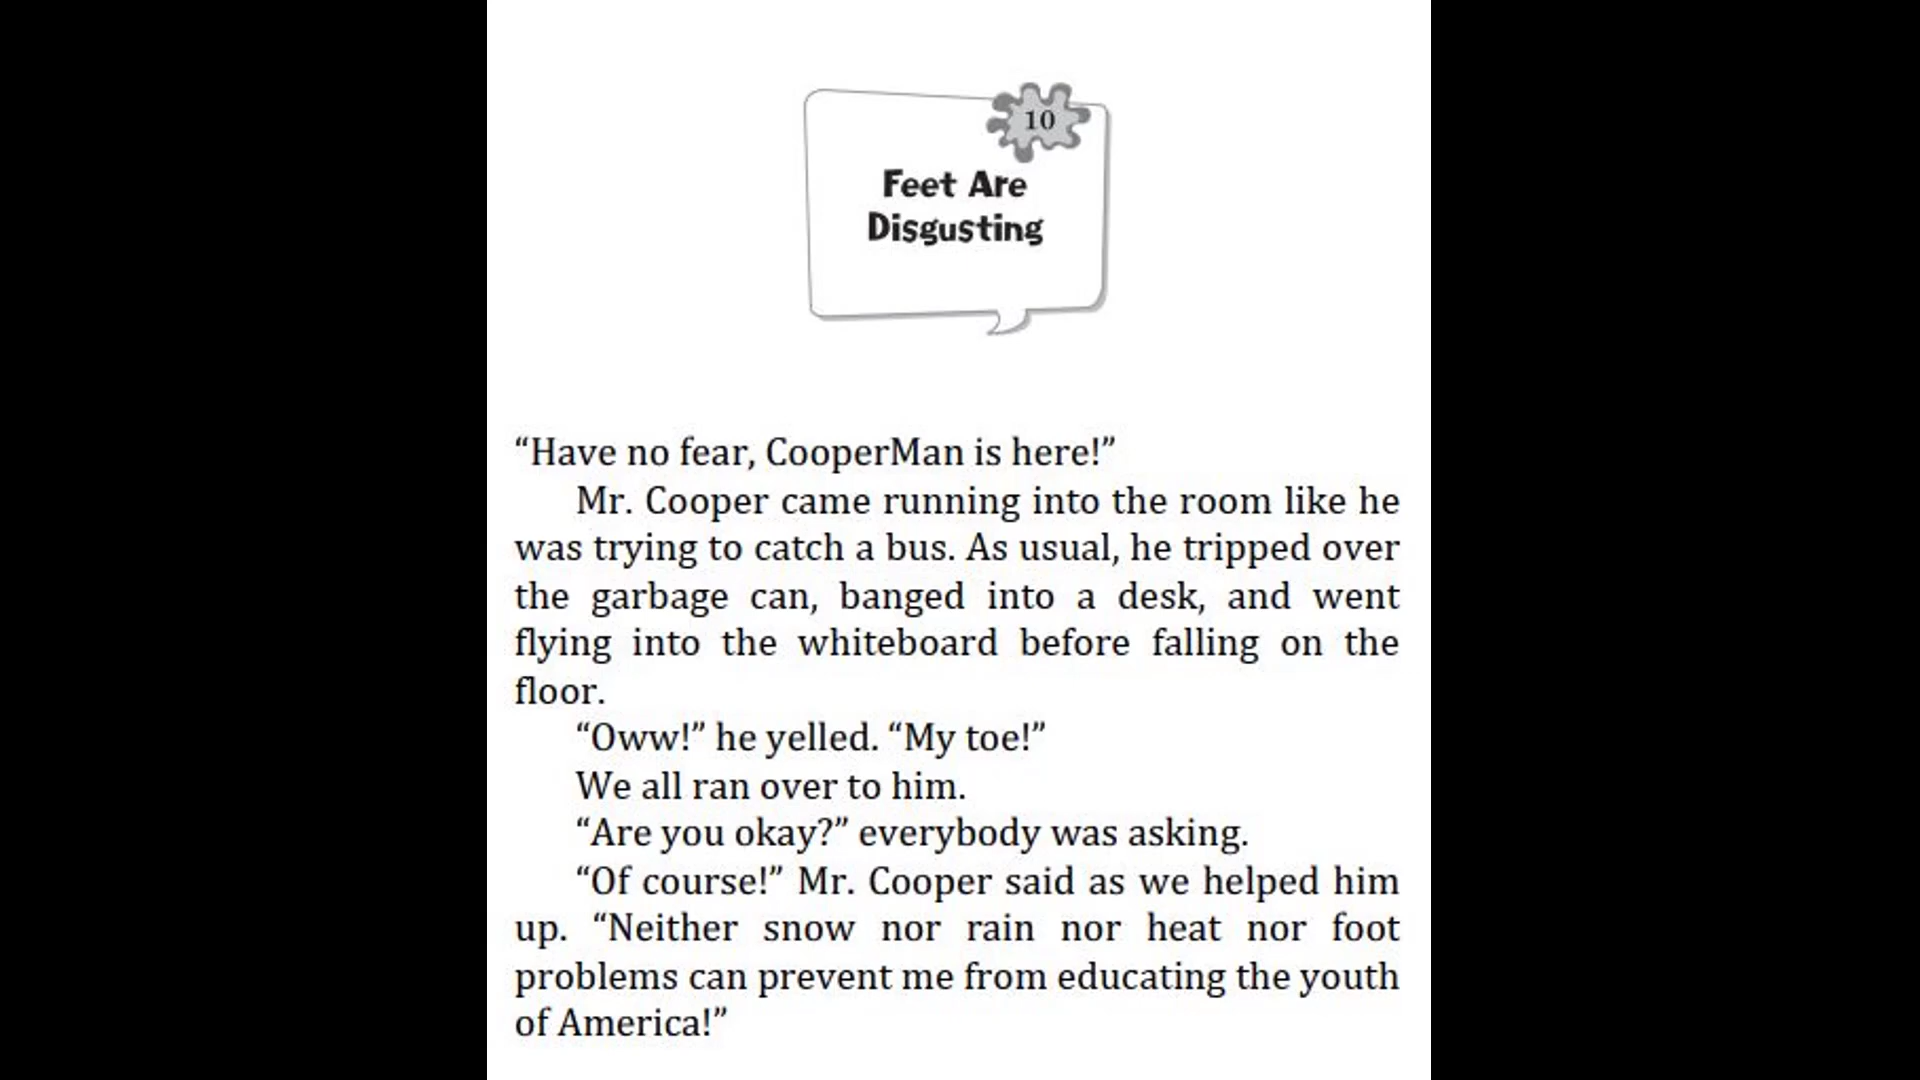 10
Feet Are
Disgusting
“Have no fear, CooperMan is here!”
Mr. Cooper came running into the room like he
was trying to catch a bus. As usual, he tripped over
the garbage can, banged into a desk, and went
flying into the whiteboard before falling on the
floor.
“Oww!” he yelled. “My toe!”
We all ran over to him.
“Are you okay?” everybody was asking.
“Of course!” Mr. Cooper said as we helped him
up. “Neither snow nor rain nor heat nor foot
problems can prevent me from educating the youth
of America!”